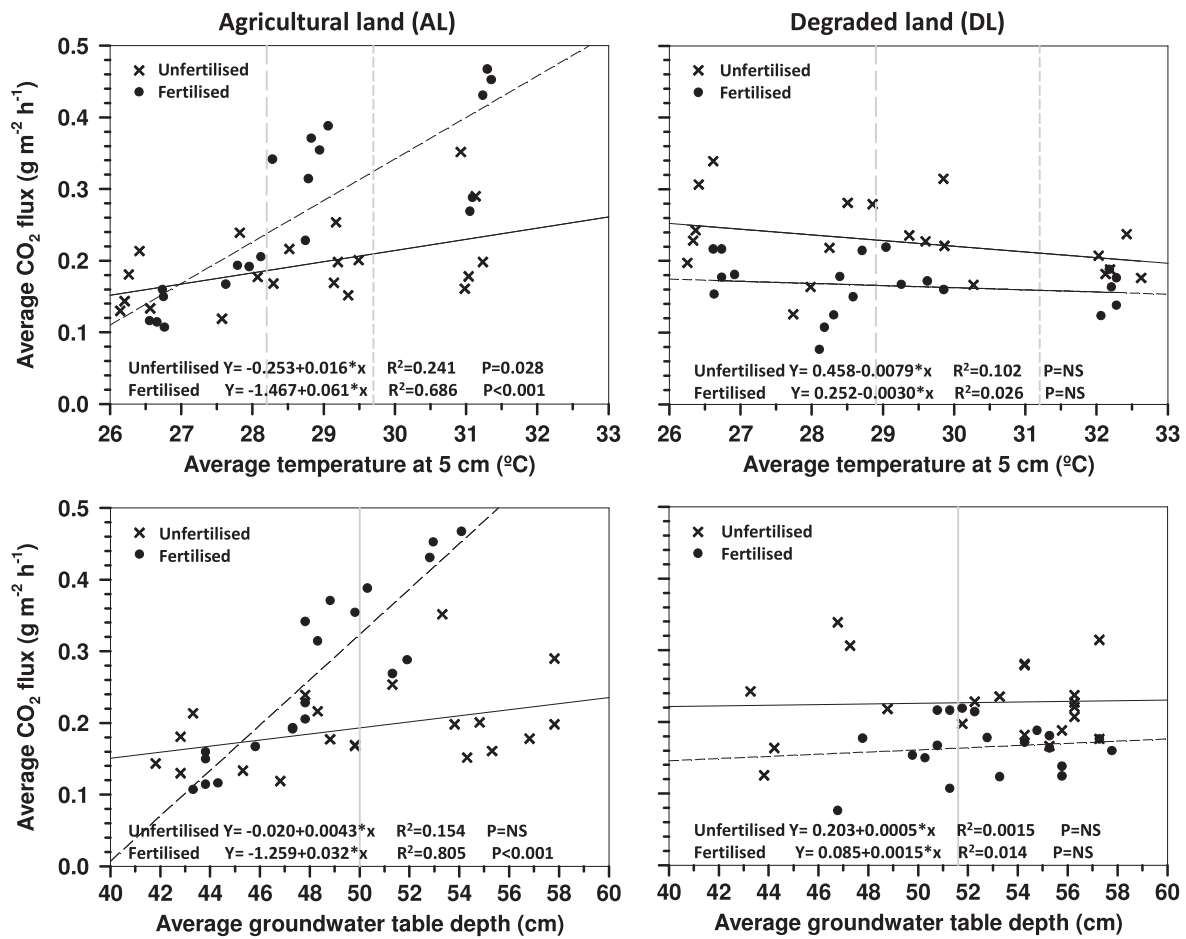 Agricultural land (AL)
Degraded land (DL)
Average CO2 flux (g m-2 h-1)
0.5
0.4
0.3
0.2
0.1
0.0
Unfertilised
Fertilised
Unfertilised Y= -0.253+0.016*x R2=0.241 P=0.028
Fertilised Y= -1.467+0.061*x R2=0.686 P<0.001
26 27 28 29 30 31 32 33
Average temperature at 5 cm (ºC)
Unfertilised
Fertilised
Unfertilised Y= 0.458-0.0079*x R2=0.102 P=NS
Fertilised Y= 0.252-0.0030*x R2=0.026 P=NS
26 27 28 29 30 31 32 33
Average temperature at 5 cm (ºC)
Average CO2 flux (g m-2 h-1)
0.5
0.4
0.3
0.2
0.1
0.0
Unfertilised
Fertilised
Unfertilised Y= -0.020+0.0043*x R2=0.154 P=NS
Fertilised Y= -1.259+0.032*x R2=0.805 P<0.001
40 42 44 46 48 50 52 54 56 58 60
Average groundwater table depth (cm)
Unfertilised
Fertilised
Unfertilised Y= 0.203+0.0005*x R2=0.0015 P=NS
Fertilised Y= 0.085+0.0015*x R2=0.014 P=NS
40 42 44 46 48 50 52 54 56 58 60
Average groundwater table depth (cm)